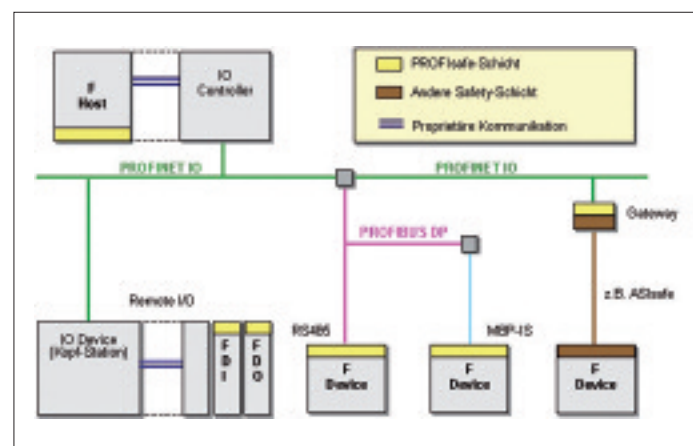 F
Host
IO
Controller
PROFIsafe-Schicht
Andere Safety-Schicht
Proprietäre Kommunikation
PROFINET IO
PROFINET IO
Gateway
PROFIBUS DP
Remote I/O
z.B. ASIsafe
IO Device
(Kopf-Station)
F
D
I
F
D
O
RS485
MBP-IS
F
Device
F
Device
F
Device